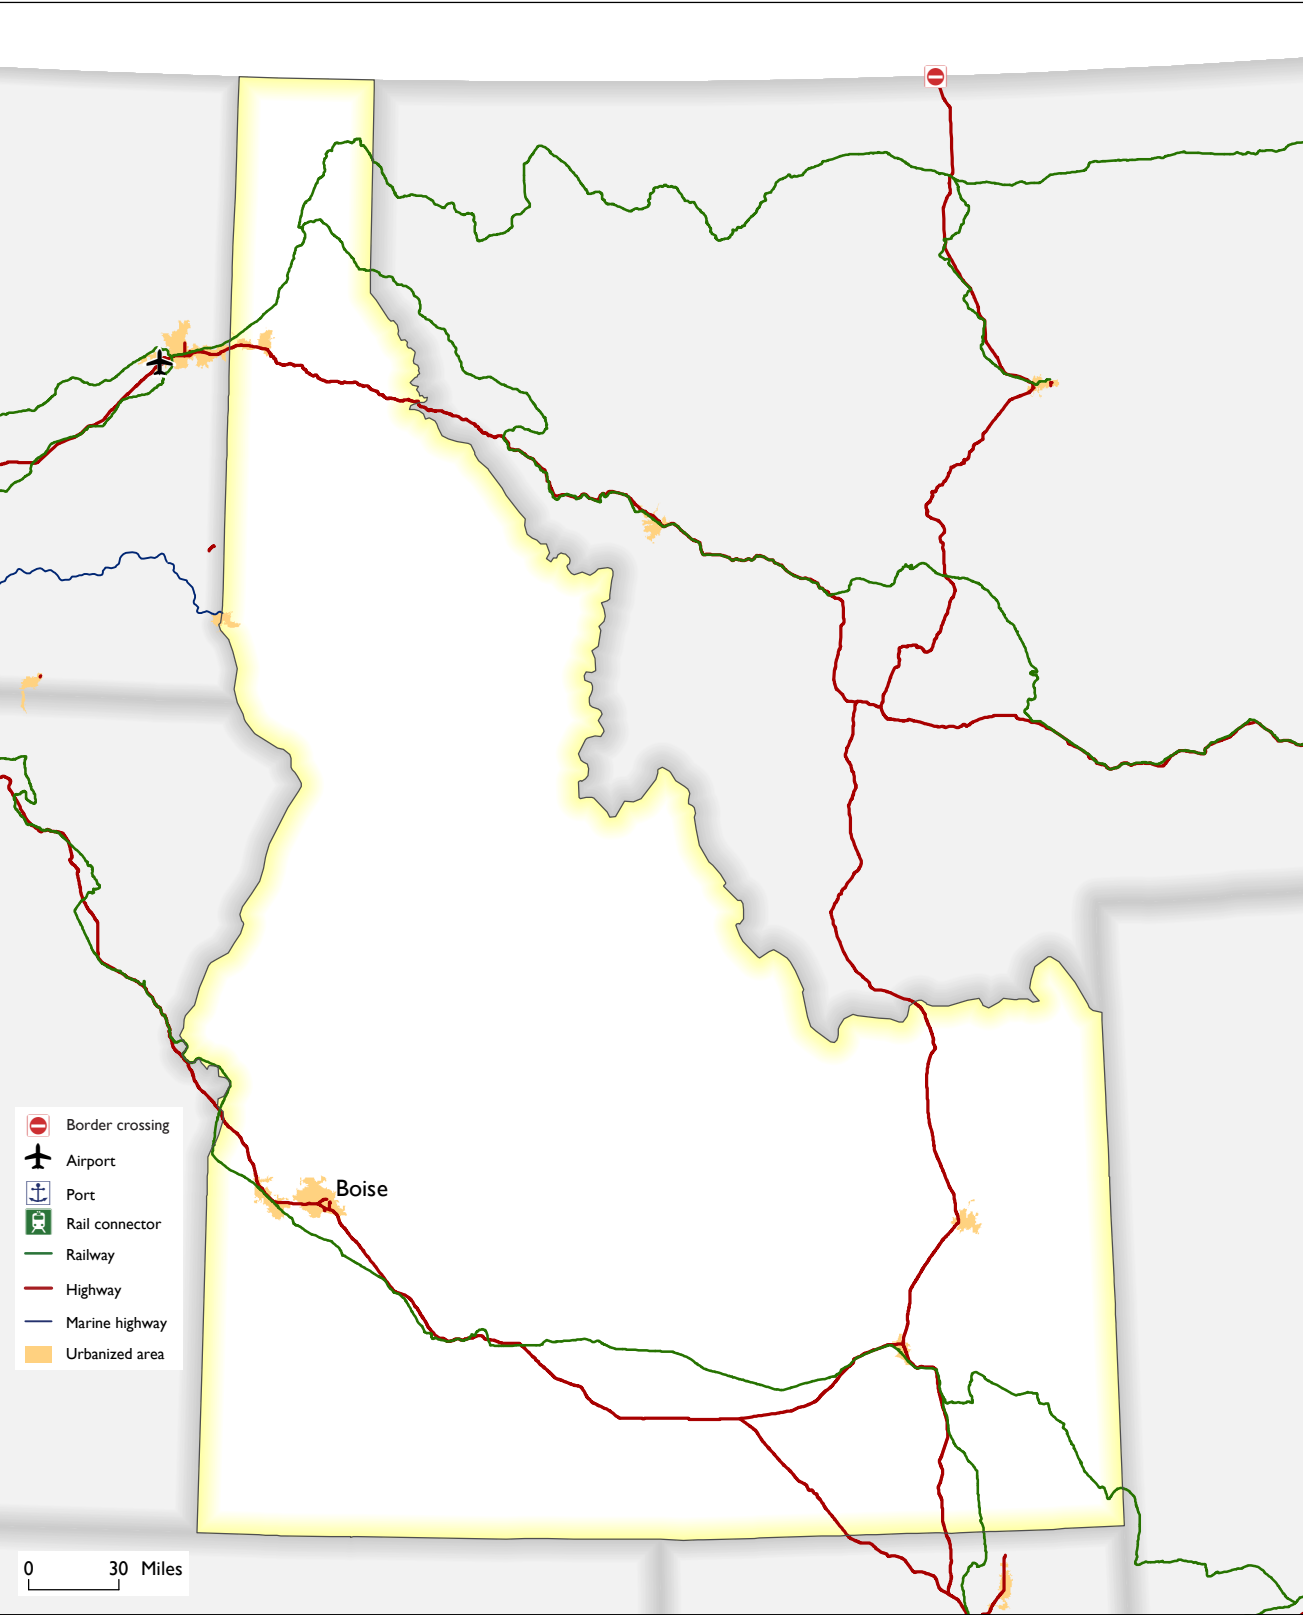 Boise
Border crossing
Airport
Port
Rail connector
Railway
Highway
Marine highway
Urbanized area
0 30 Miles